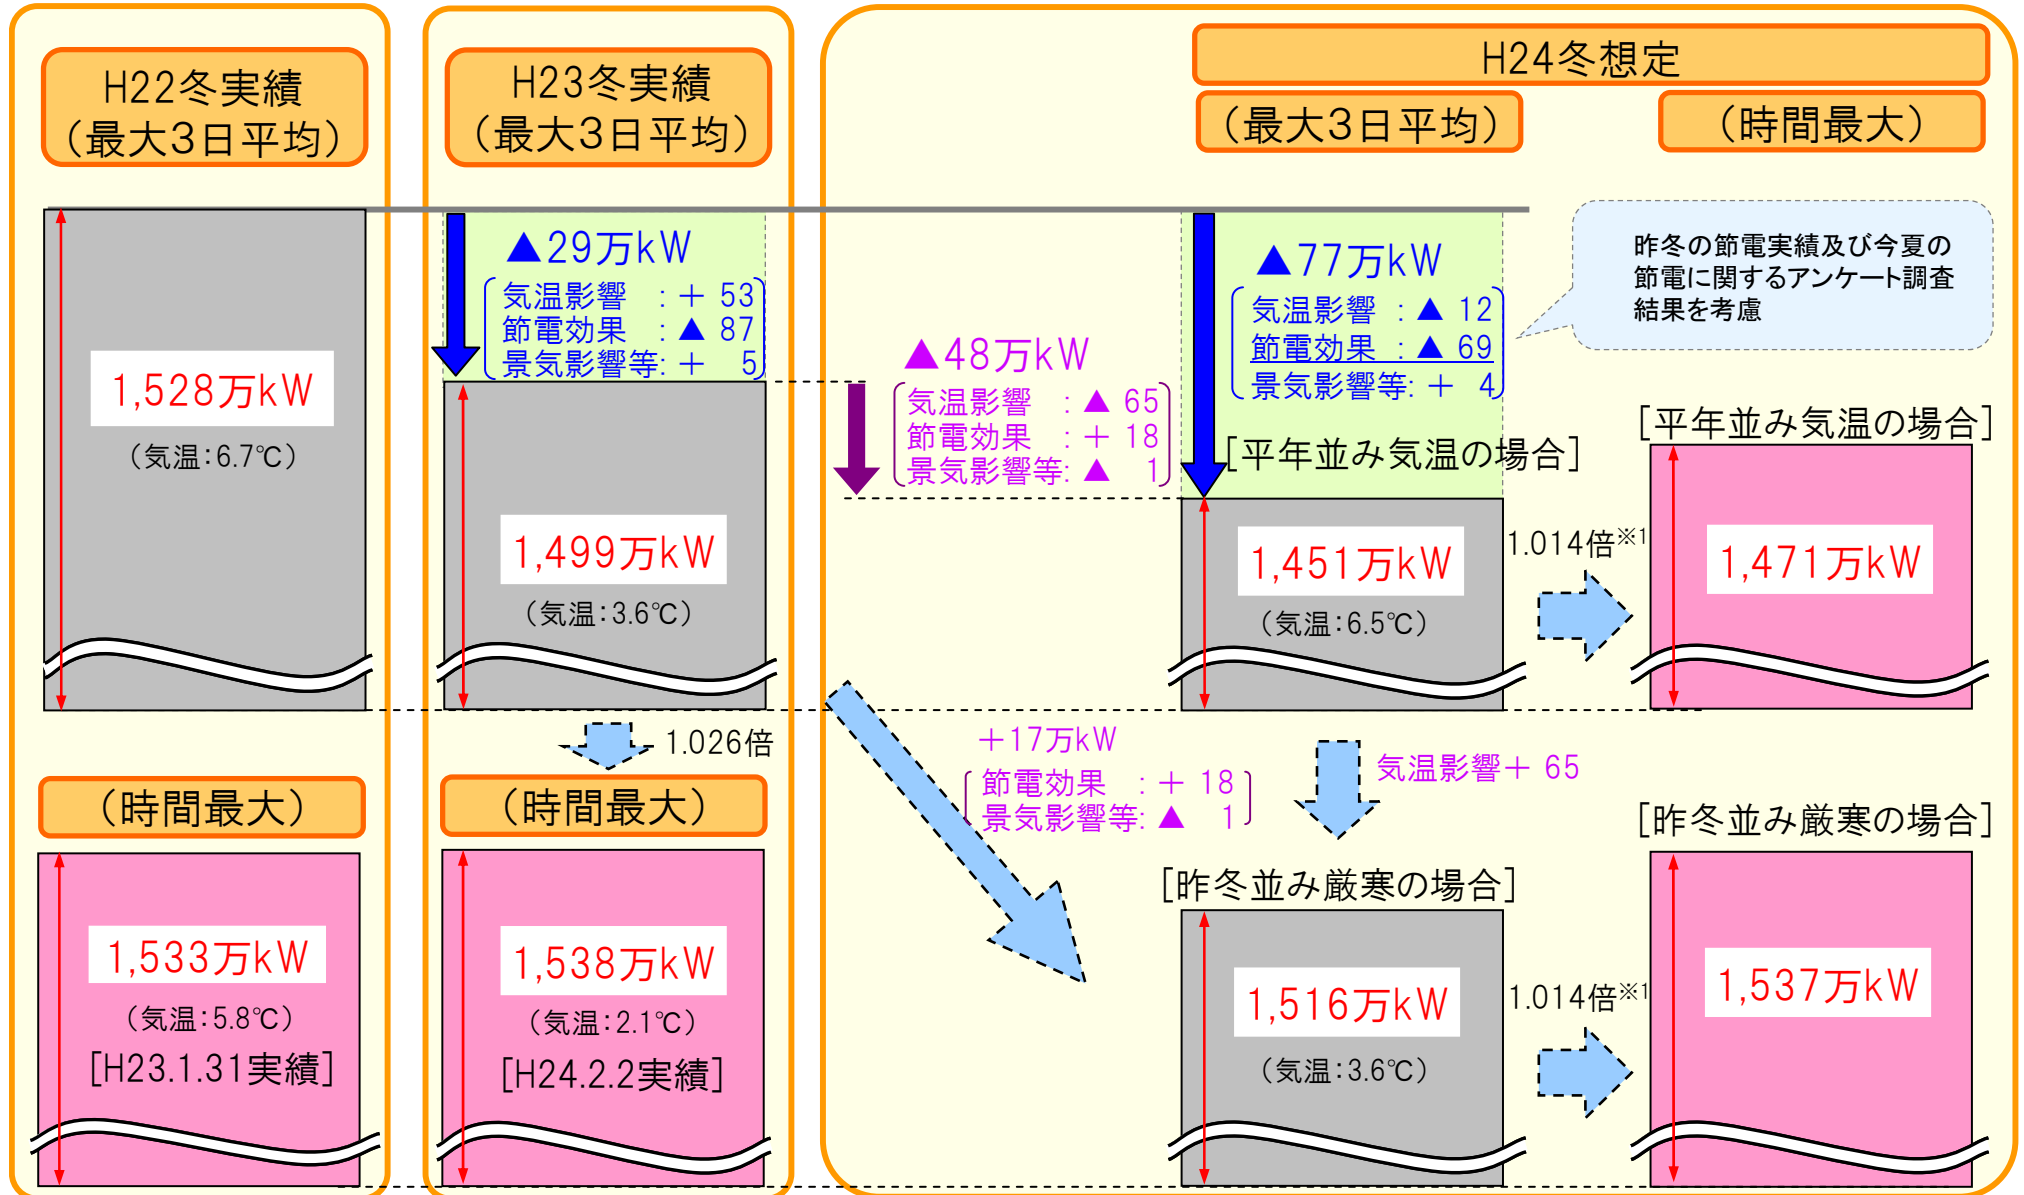 H22冬実績
（最大３日平均）
1,528万kW
（気温：6.7℃）
（時間最大）
1,533万kW
（気温：5.8℃）
［H23.1.31実績］
H23冬実績
（最大３日平均）
▲29万kW
気温影響　：＋ 53
節電効果　：▲ 87
景気影響等：＋　5
1,499万kW
（気温：3.6℃）
1.026倍
（時間最大）
1,538万kW
（気温：2.1℃）
［H24.2.2実績］
H24冬想定
（最大３日平均）
（時間最大）
▲48万kW
気温影響　：▲ 65
節電効果　：＋ 18
景気影響等：▲　1
▲77万kW
気温影響　：▲ 12
節電効果　：▲ 69
景気影響等：＋　4
昨冬の節電実績及び今夏の
節電に関するアンケート調査
結果を考慮
［平年並み気温の場合］
1,451万kW
（気温：6.5℃）
1.014倍※1
［平年並み気温の場合］
1,471万kW
＋17万kW
節電効果　：＋ 18
景気影響等：▲　1
気温影響＋ 65
［昨冬並み厳寒の場合］
1,516万kW
（気温：3.6℃）
1.014倍※1
［昨冬並み厳寒の場合］
1,537万kW